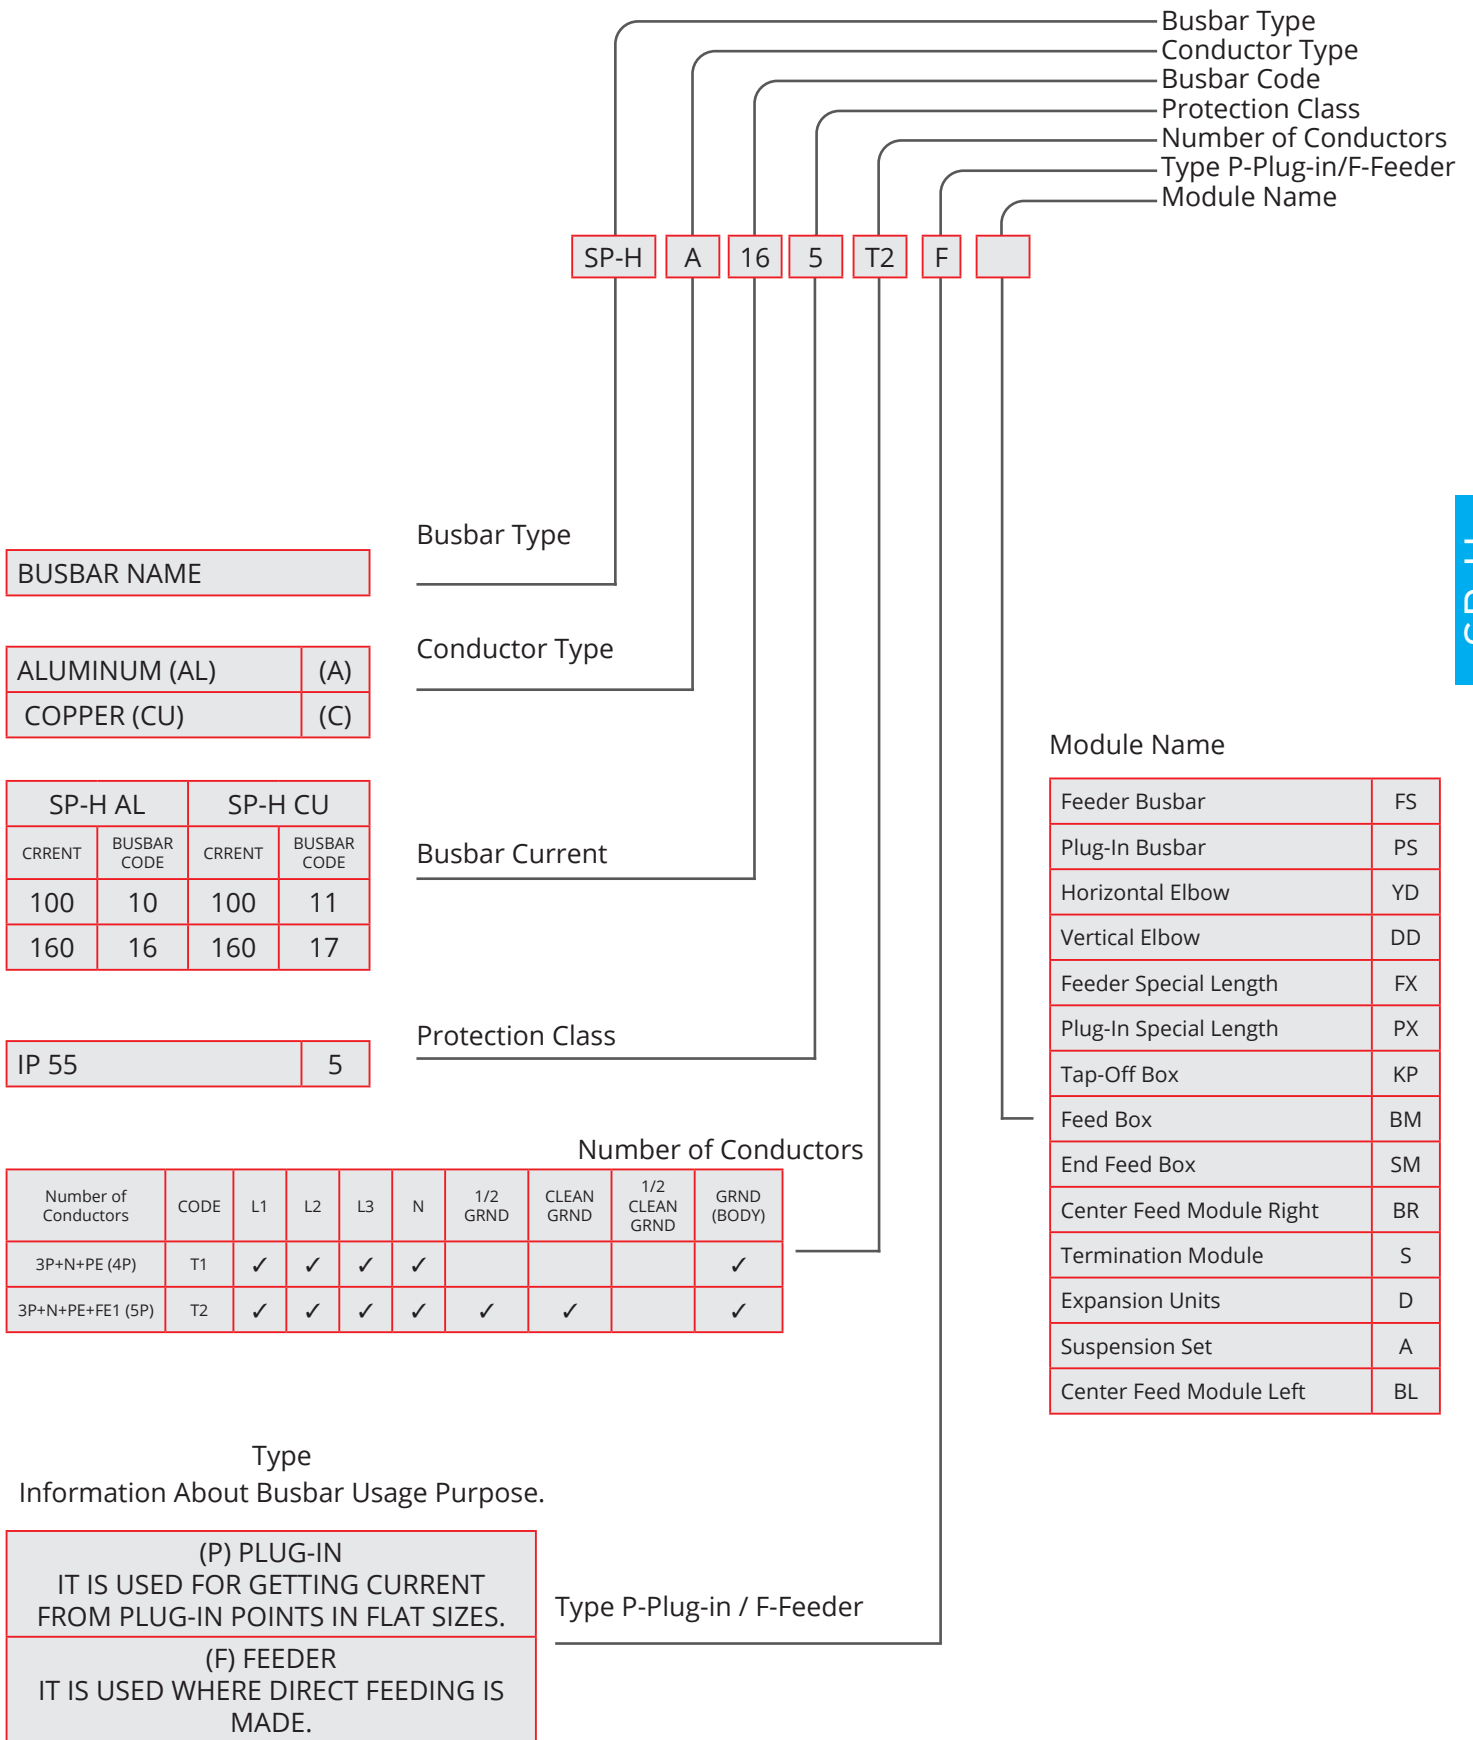 Busbar Type
Conductor Type
Busbar Code
Protection Class
Number of Conductors
Type P-Plug-in/F-Feeder
Module Name
SP-H A 16 5 T2 F
Busbar Type
BUSBAR NAME
Conductor Type
ALUMINUM (AL) (A)
COPPER (CU) (C)
SP-H AL SP-H CU
CRRENT BUSBAR CODE CRRENT BUSBAR CODE
100 10 100 11
160 16 160 17
Busbar Current
Protection Class
IP 55 5
Number of Conductors
Number of Conductors CODE L1 L2 L3 N 1/2 GRND CLEAN GRND 1/2 CLEAN GRND GRND (BODY)
3P+N+PE (4P) T1 ✓ ✓ ✓ ✓ ✓
3P+N+PE+FE1 (5P) T2 ✓ ✓ ✓ ✓ ✓ ✓ ✓
Module Name
Feeder Busbar FS
Plug-In Busbar PS
Horizontal Elbow YD
Vertical Elbow DD
Feeder Special Length FX
Plug-In Special Length PX
Tap-Off Box KP
Feed Box BM
End Feed Box SM
Center Feed Module Right BR
Termination Module S
Expansion Units D
Suspension Set A
Center Feed Module Left BL
Type
Information About Busbar Usage Purpose.
(P) PLUG-IN
IT IS USED FOR GETTING CURRENT
FROM PLUG-IN POINTS IN FLAT SIZES.
(F) FEEDER
IT IS USED WHERE DIRECT FEEDING IS
MADE.
Type P-Plug-in / F-Feeder